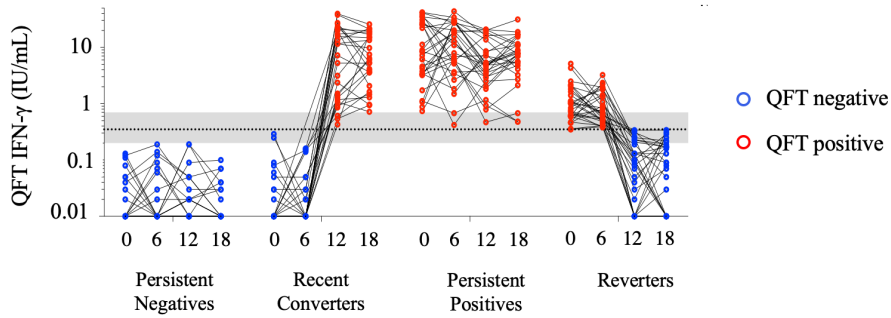 QFT IFN-γ (IU/mL)
10
1
0.1
0.01
0 6 12 18 0 6 12 18 0 6 12 18 0 6 12 18
Persistent
Negatives
Recent
Converters
Persistent
Positives
Reverters
QFT negative
QFT positive